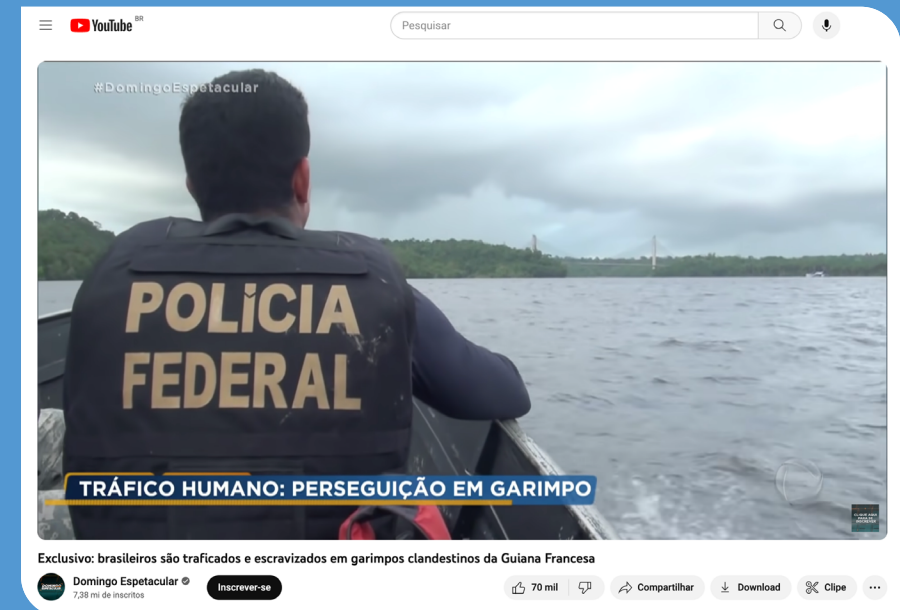 YouTube BR
Pesquisar
#DomingoEspetacular
POLÍCIA
FEDERAL
TRÁFICO HUMANO: PERSEGUIÇÃO EM GARIMPO
Exclusivo: brasileiros são traficados e escravizados em garimpos clandestinos da Guiana Francesa
Domingo Espetacular
7,38 mi de inscritos
Inscrever-se
70 mil
Compartilhar
Download
Clipe